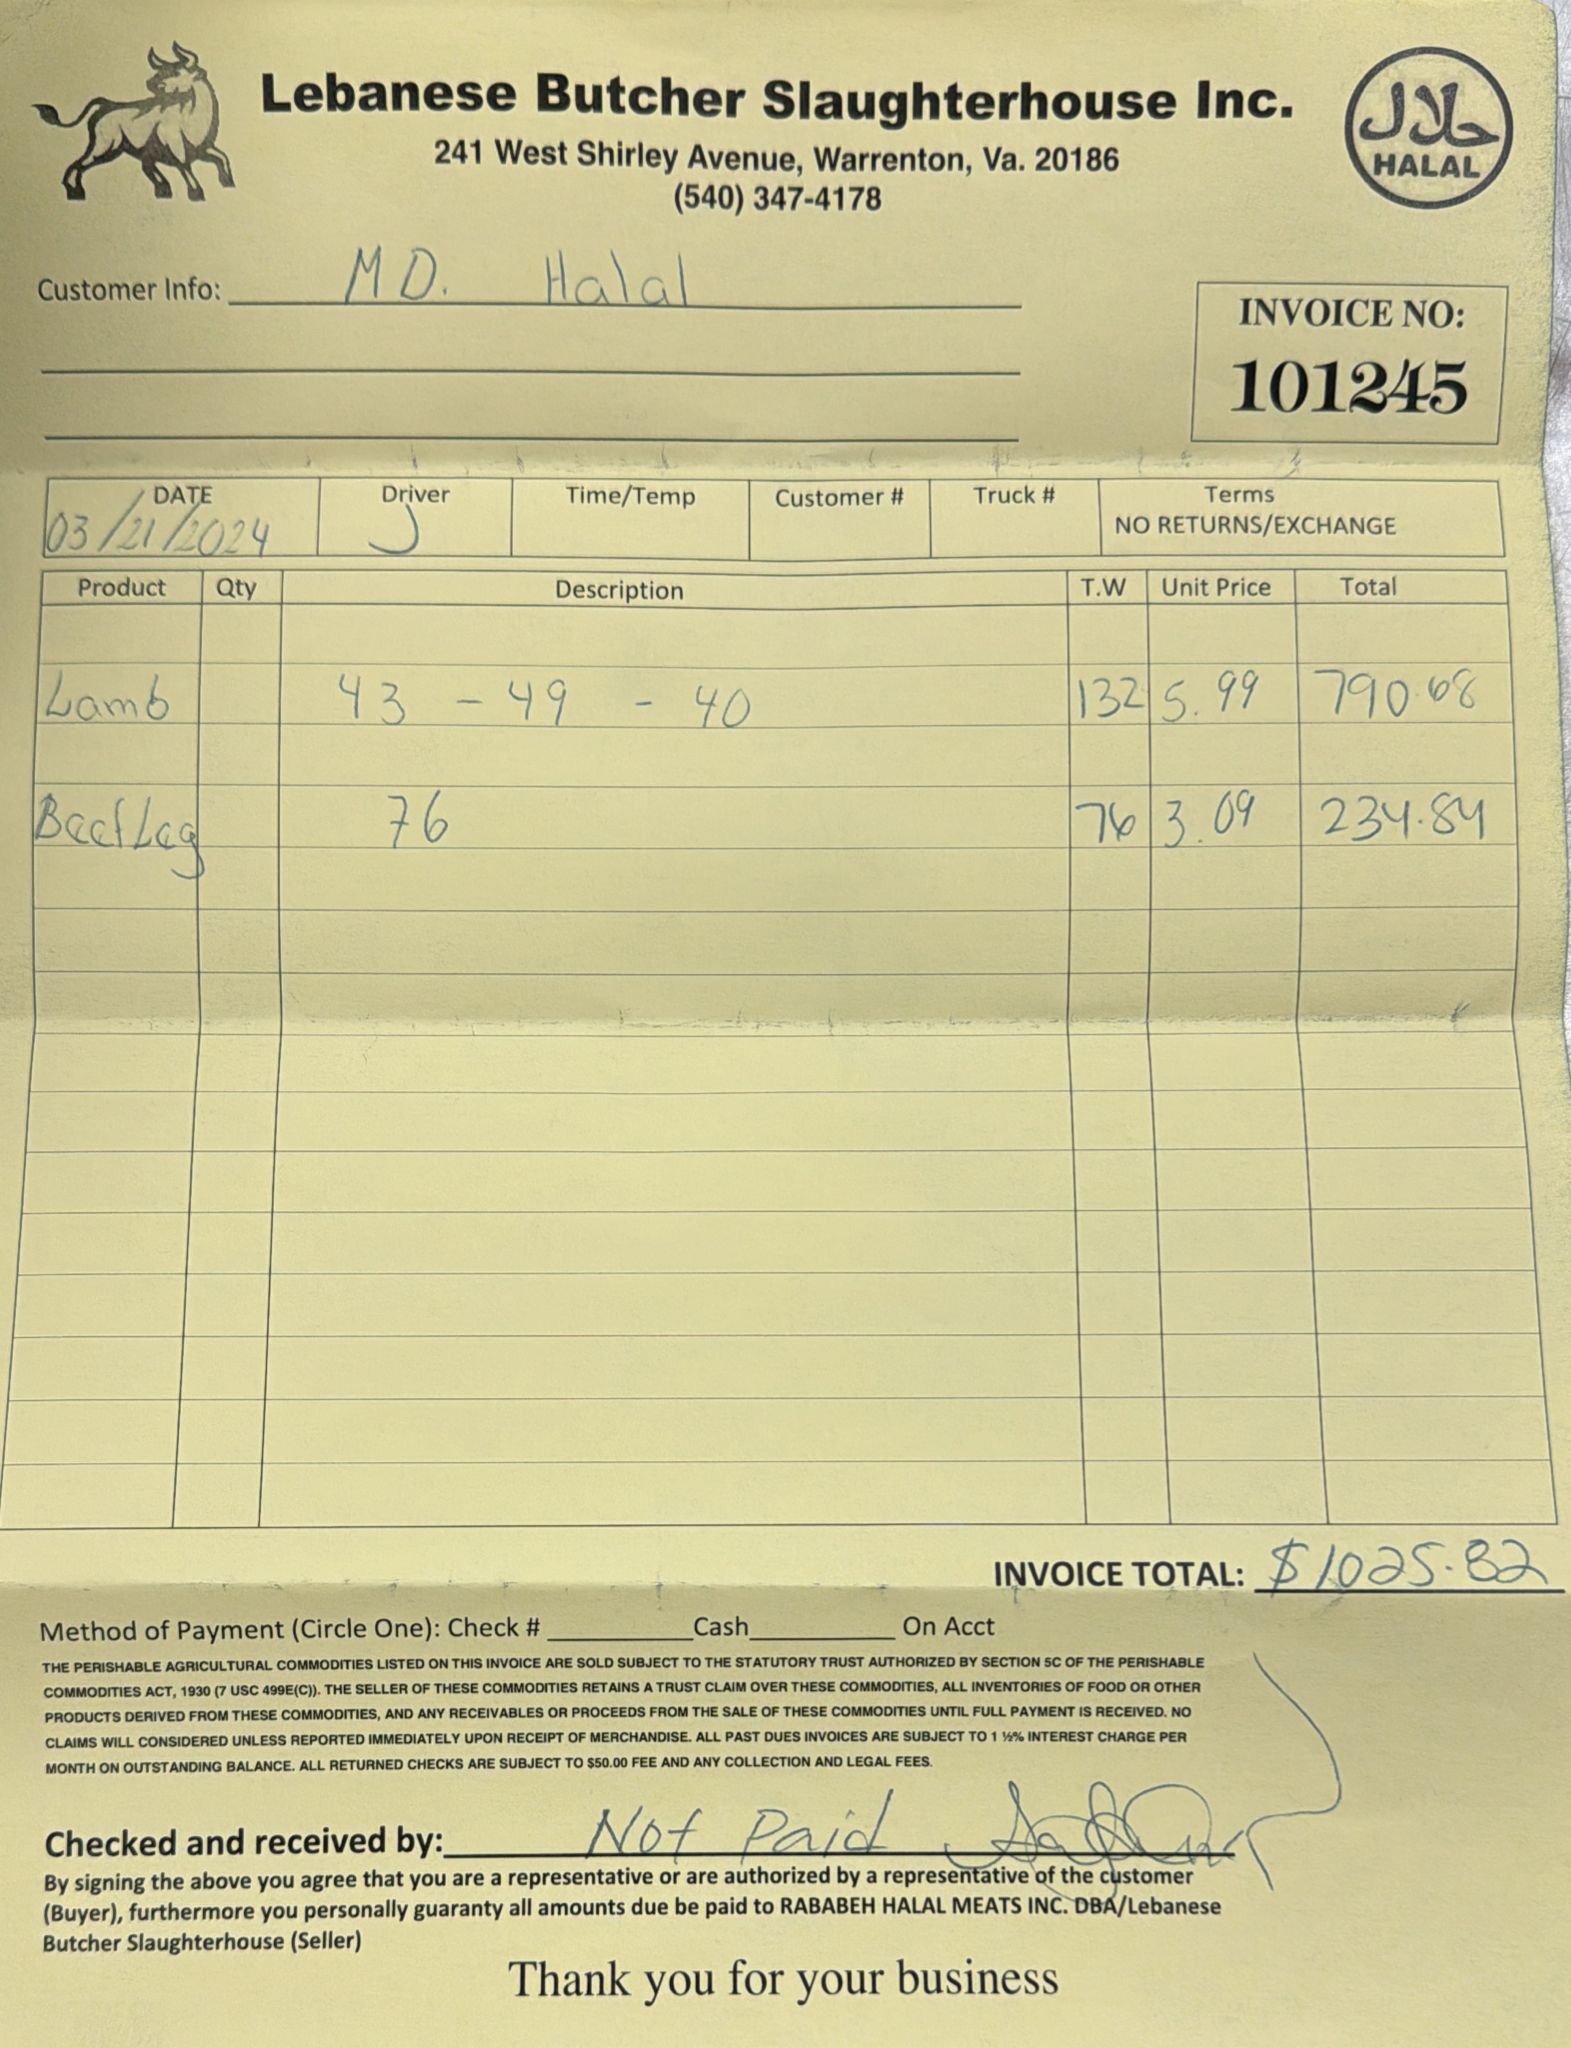 Lebanese Butcher Slaughterhouse Inc.
241 West Shirley Avenue, Warrenton, Va. 20186
(540) 347-4178
حلال
HALAL
Customer Info: MD. Halal
INVOICE NO:
101245
DATE Driver Time/Temp Customer # Truck # Terms
03/21/2024 J NO RETURNS/EXCHANGE
Product Qty Description T.W Unit Price Total
Lamb 43 - 49 - 40 132 5.99 790.68
Beef Leg 76 76 3.09 234.84
INVOICE TOTAL: $1025.82
Method of Payment (Circle One): Check # Cash On Acct
THE PERISHABLE AGRICULTURAL COMMODITIES LISTED ON THIS INVOICE ARE SOLD SUBJECT TO THE STATUTORY TRUST AUTHORIZED BY SECTION 5C OF THE PERISHABLE
COMMODITIES ACT, 1930 (7 USC 499E(C)). THE SELLER OF THESE COMMODITIES RETAINS A TRUST CLAIM OVER THESE COMMODITIES, ALL INVENTORIES OF FOOD OR OTHER
PRODUCTS DERIVED FROM THESE COMMODITIES, AND ANY RECEIVABLES OR PROCEEDS FROM THE SALE OF THESE COMMODITIES UNTIL FULL PAYMENT IS RECEIVED. NO
CLAIMS WILL CONSIDERED UNLESS REPORTED IMMEDIATELY UPON RECEIPT OF MERCHANDISE. ALL PAST DUES INVOICES ARE SUBJECT TO 1 ½% INTEREST CHARGE PER
MONTH ON OUTSTANDING BALANCE. ALL RETURNED CHECKS ARE SUBJECT TO $50.00 FEE AND ANY COLLECTION AND LEGAL FEES.
Checked and received by: Not Paid
By signing the above you agree that you are a representative or are authorized by a representative of the customer
(Buyer), furthermore you personally guaranty all amounts due be paid to RABABEH HALAL MEATS INC. DBA/Lebanese
Butcher Slaughterhouse (Seller)
Thank you for your business